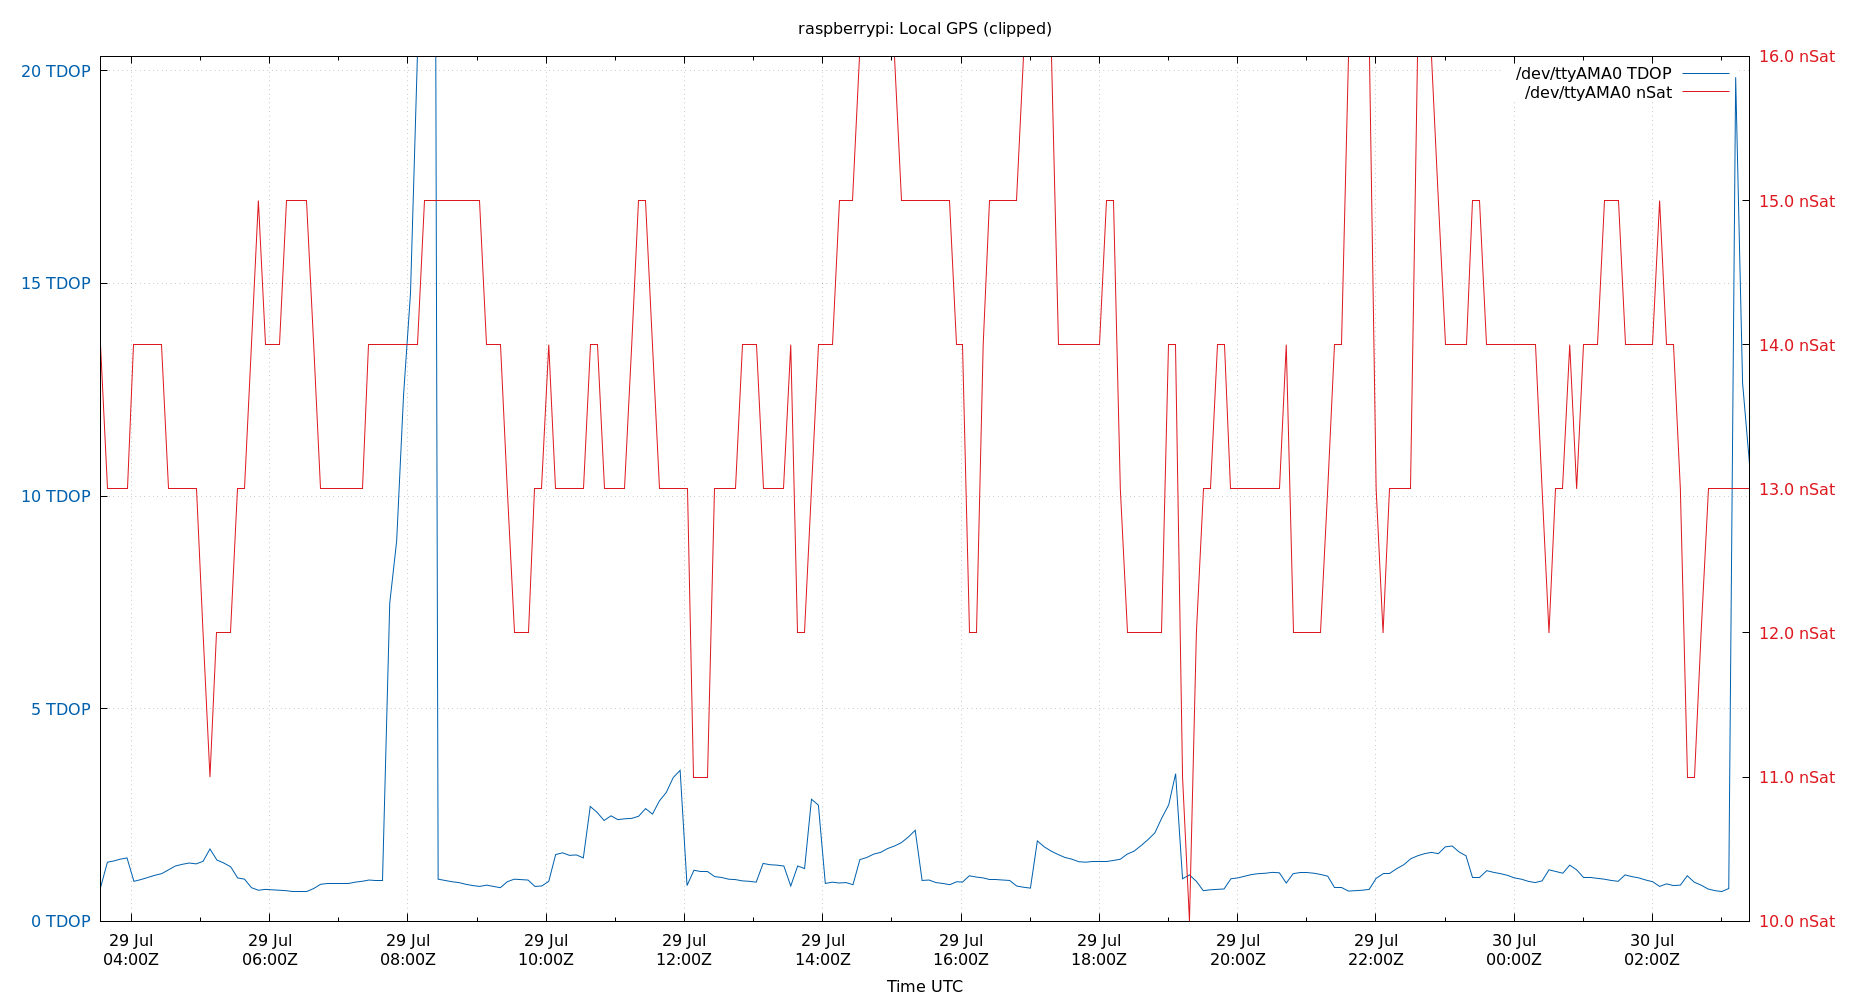 raspberrypi: Local GPS (clipped)
20 TDOP
15 TDOP
10 TDOP
5 TDOP
0 TDOP
16.0 nSat
15.0 nSat
14.0 nSat
13.0 nSat
12.0 nSat
11.0 nSat
10.0 nSat
/dev/ttyAMA0 TDOP
/dev/ttyAMA0 nSat
29 Jul
04:00Z
29 Jul
06:00Z
29 Jul
08:00Z
29 Jul
10:00Z
29 Jul
12:00Z
29 Jul
14:00Z
29 Jul
16:00Z
29 Jul
18:00Z
29 Jul
20:00Z
29 Jul
22:00Z
30 Jul
00:00Z
30 Jul
02:00Z
Time UTC